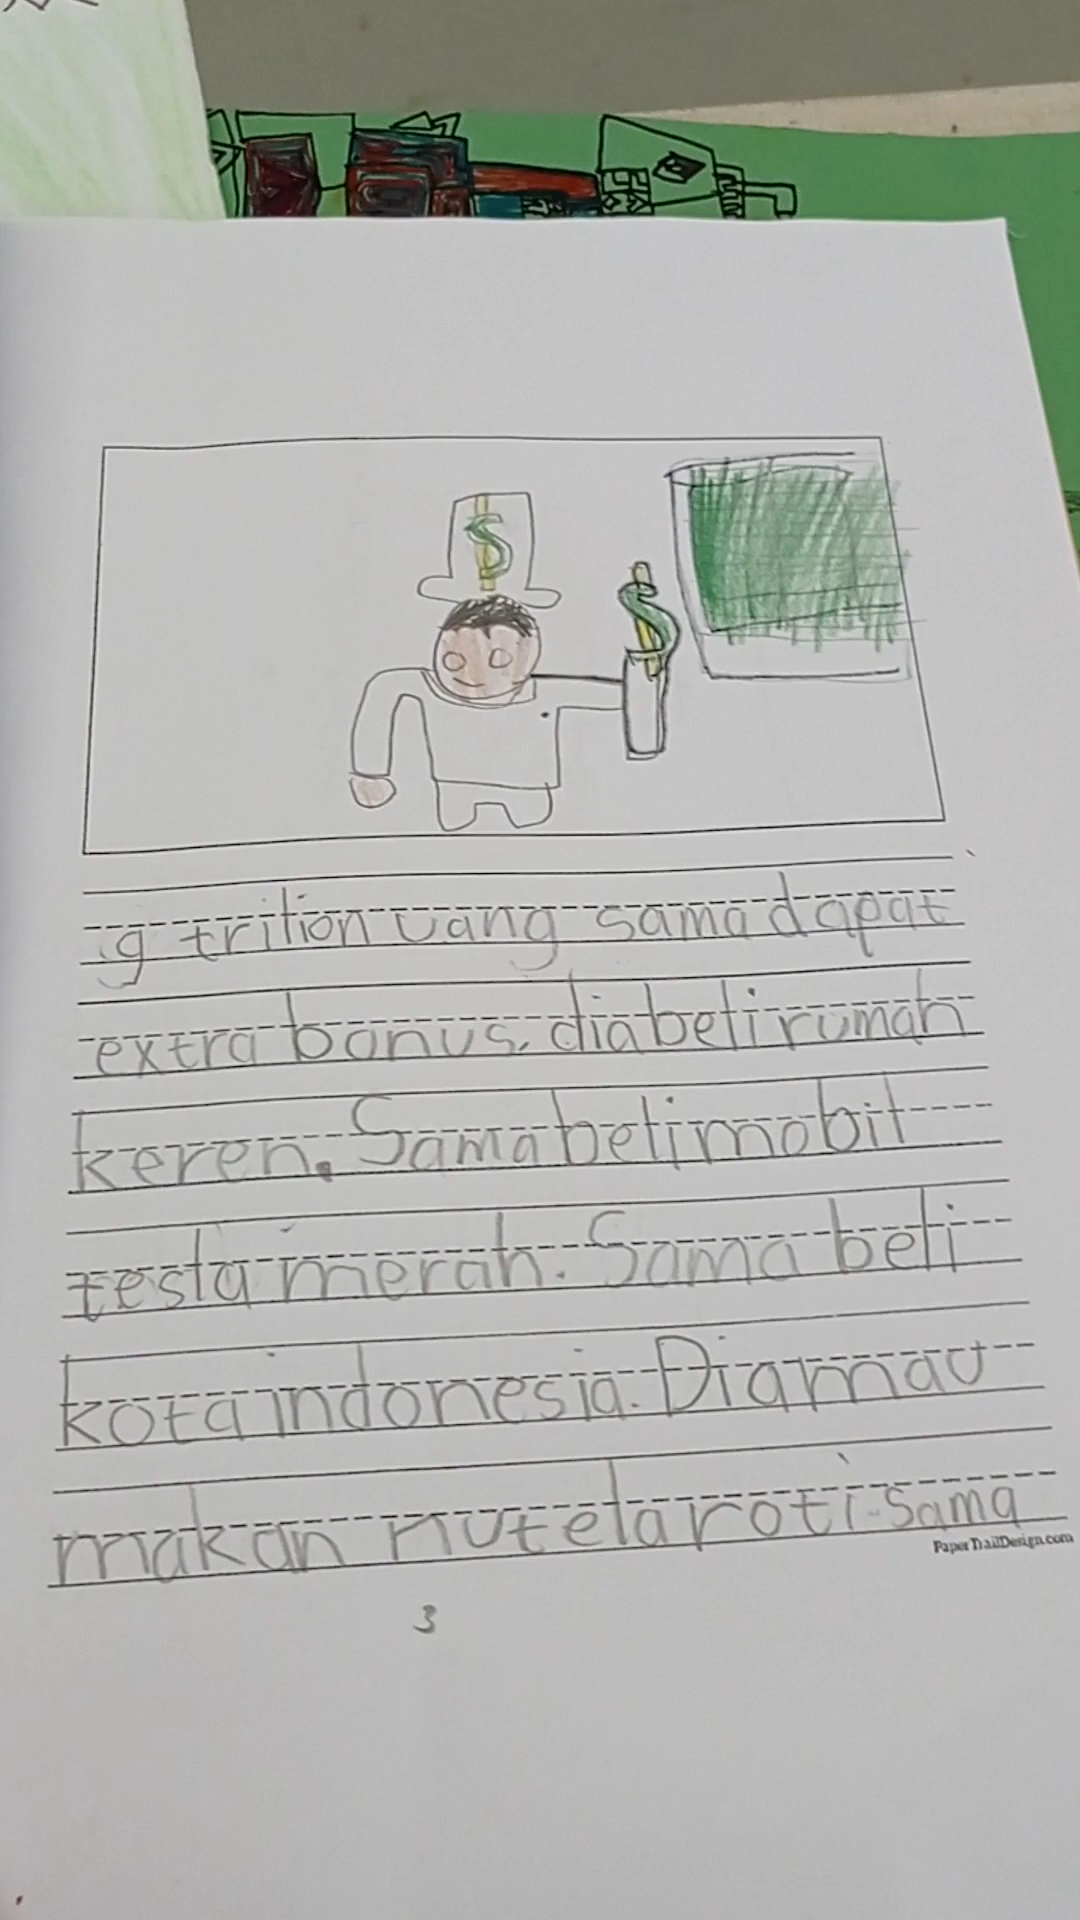 9 trilion uang sama dapat
extra bonus. dia beli rumah
keren. Sama beli mobil
tesla merah. Sama beli
kota indonesia. Dia mau
makan nutela roti. sama
PaperTrailDesign.com
3